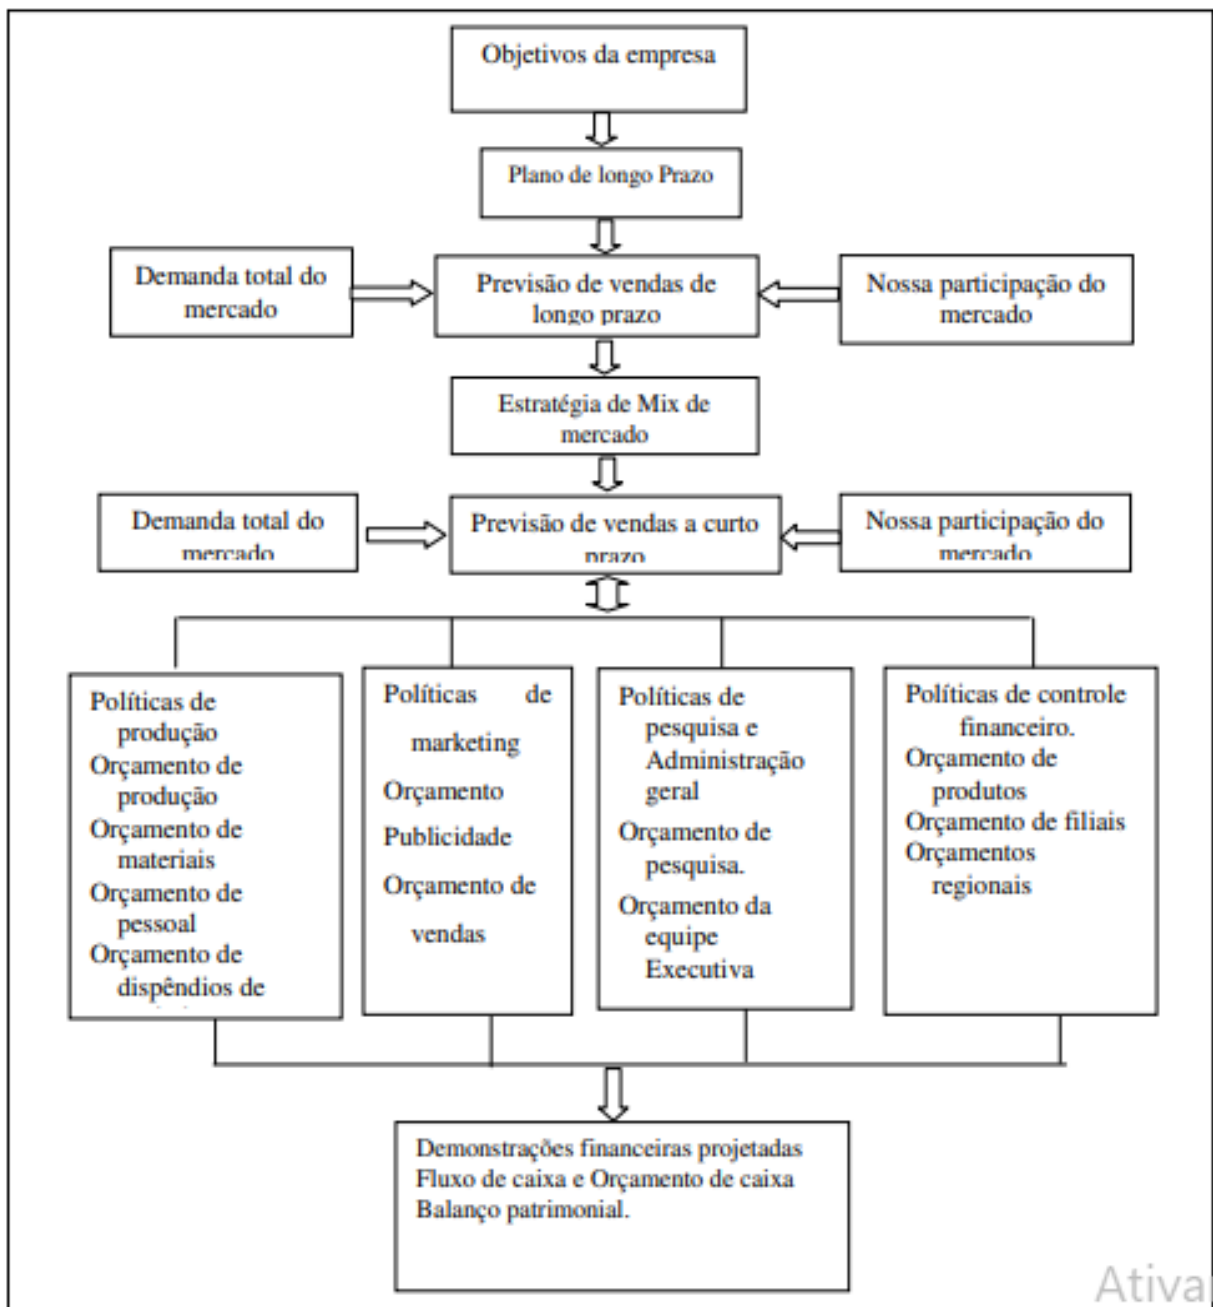 Objetivos da empresa
Plano de longo Prazo
Demanda total do
mercado
Previsão de vendas de
longo prazo
Nossa participação do
mercado
Estratégia de Mix de
mercado
Demanda total do
mercado
Previsão de vendas a curto
prazo
Nossa participação do
mercado
Políticas de
produção
Orçamento de
produção
Orçamento de
materiais
Orçamento de
pessoal
Orçamento de
dispêndios de
Políticas de
marketing
Orçamento
Publicidade
Orçamento de
vendas
Políticas de
pesquisa e
Administração
geral
Orçamento de
pesquisa.
Orçamento da
equipe
Executiva
Políticas de controle
financeiro.
Orçamento de
produtos
Orçamento de filiais
Orçamentos
regionais
Demonstrações financeiras projetadas
Fluxo de caixa e Orçamento de caixa
Balanço patrimonial.
Ativa